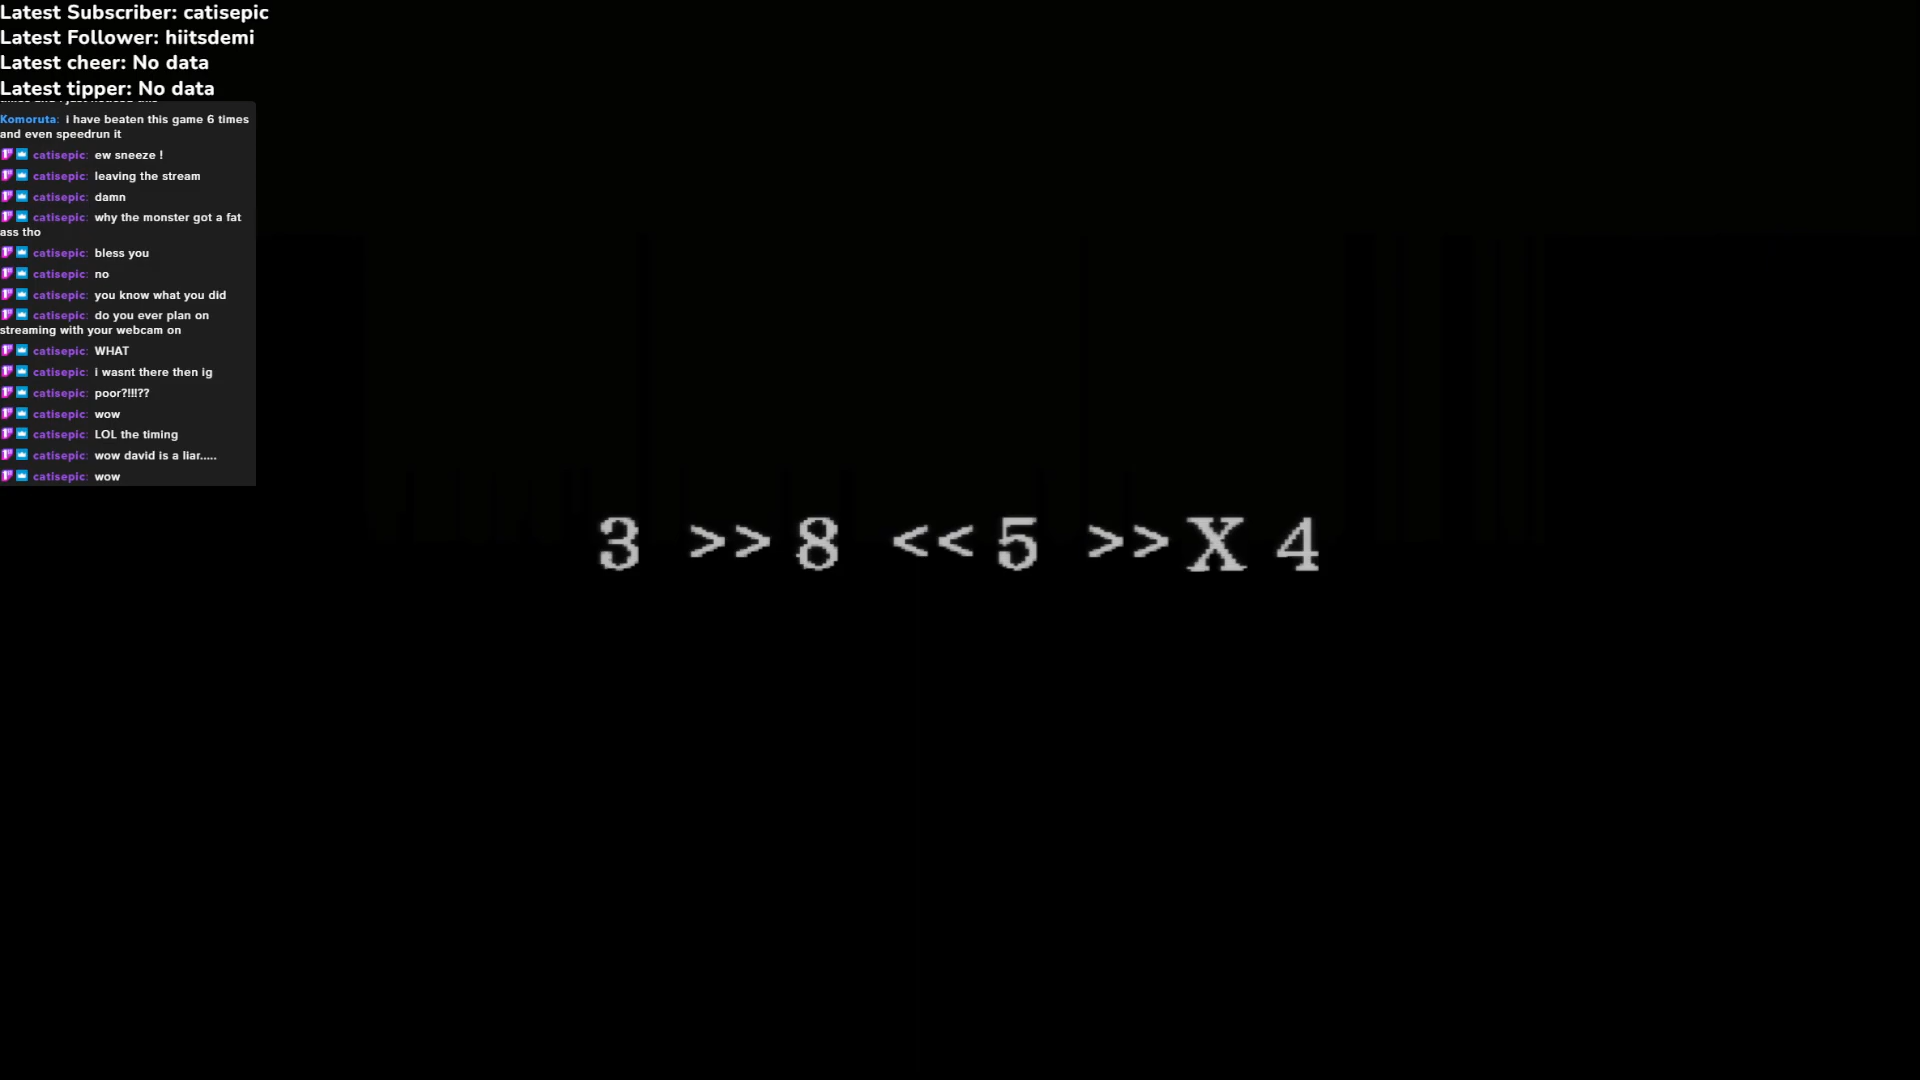 Latest Subscriber: catisepic
Latest Follower: hiitsdemi
Latest cheer: No data
Latest tipper: No data
Komoruta: i have beaten this game 6 times
and even speedrun it
catisepic: ew sneeze !
catisepic: leaving the stream
catisepic: damn
catisepic: why the monster got a fat
ass tho
catisepic: bless you
catisepic: no
catisepic: you know what you did
catisepic: do you ever plan on
streaming with your webcam on
catisepic: WHAT
catisepic: i wasnt there then ig
catisepic: poor?!!!??
catisepic: wow
catisepic: LOL the timing
catisepic: wow david is a liar.....
catisepic: wow
3 >> 8 << 5 >> X 4